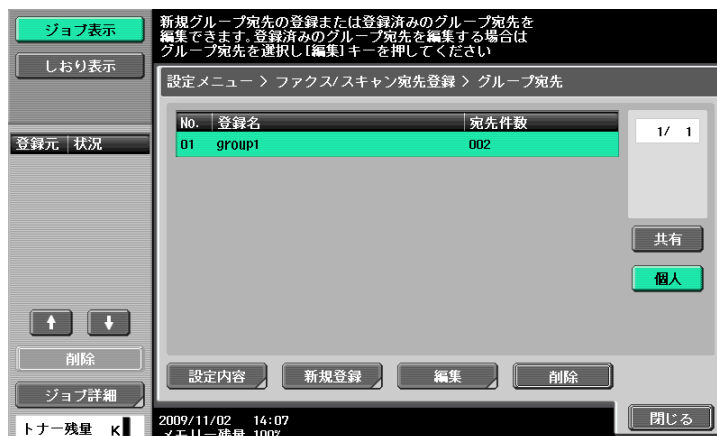 ジョブ表示
しおり表示
登録元 状況
削除
ジョブ詳細
トナー残量 K
新規グループ宛先の登録または登録済みのグループ宛先を
編集できます。登録済みのグループ宛先を編集する場合は
グループ宛先を選択し[編集]キーを押してください
設定メニュー > ファクス/スキャン宛先登録 > グループ宛先
No. 登録名 宛先件数
01 group1 002
1/ 1
共有
個人
設定内容 新規登録 編集 削除
2009/11/02 14:07
メモリー残量 100%
閉じる